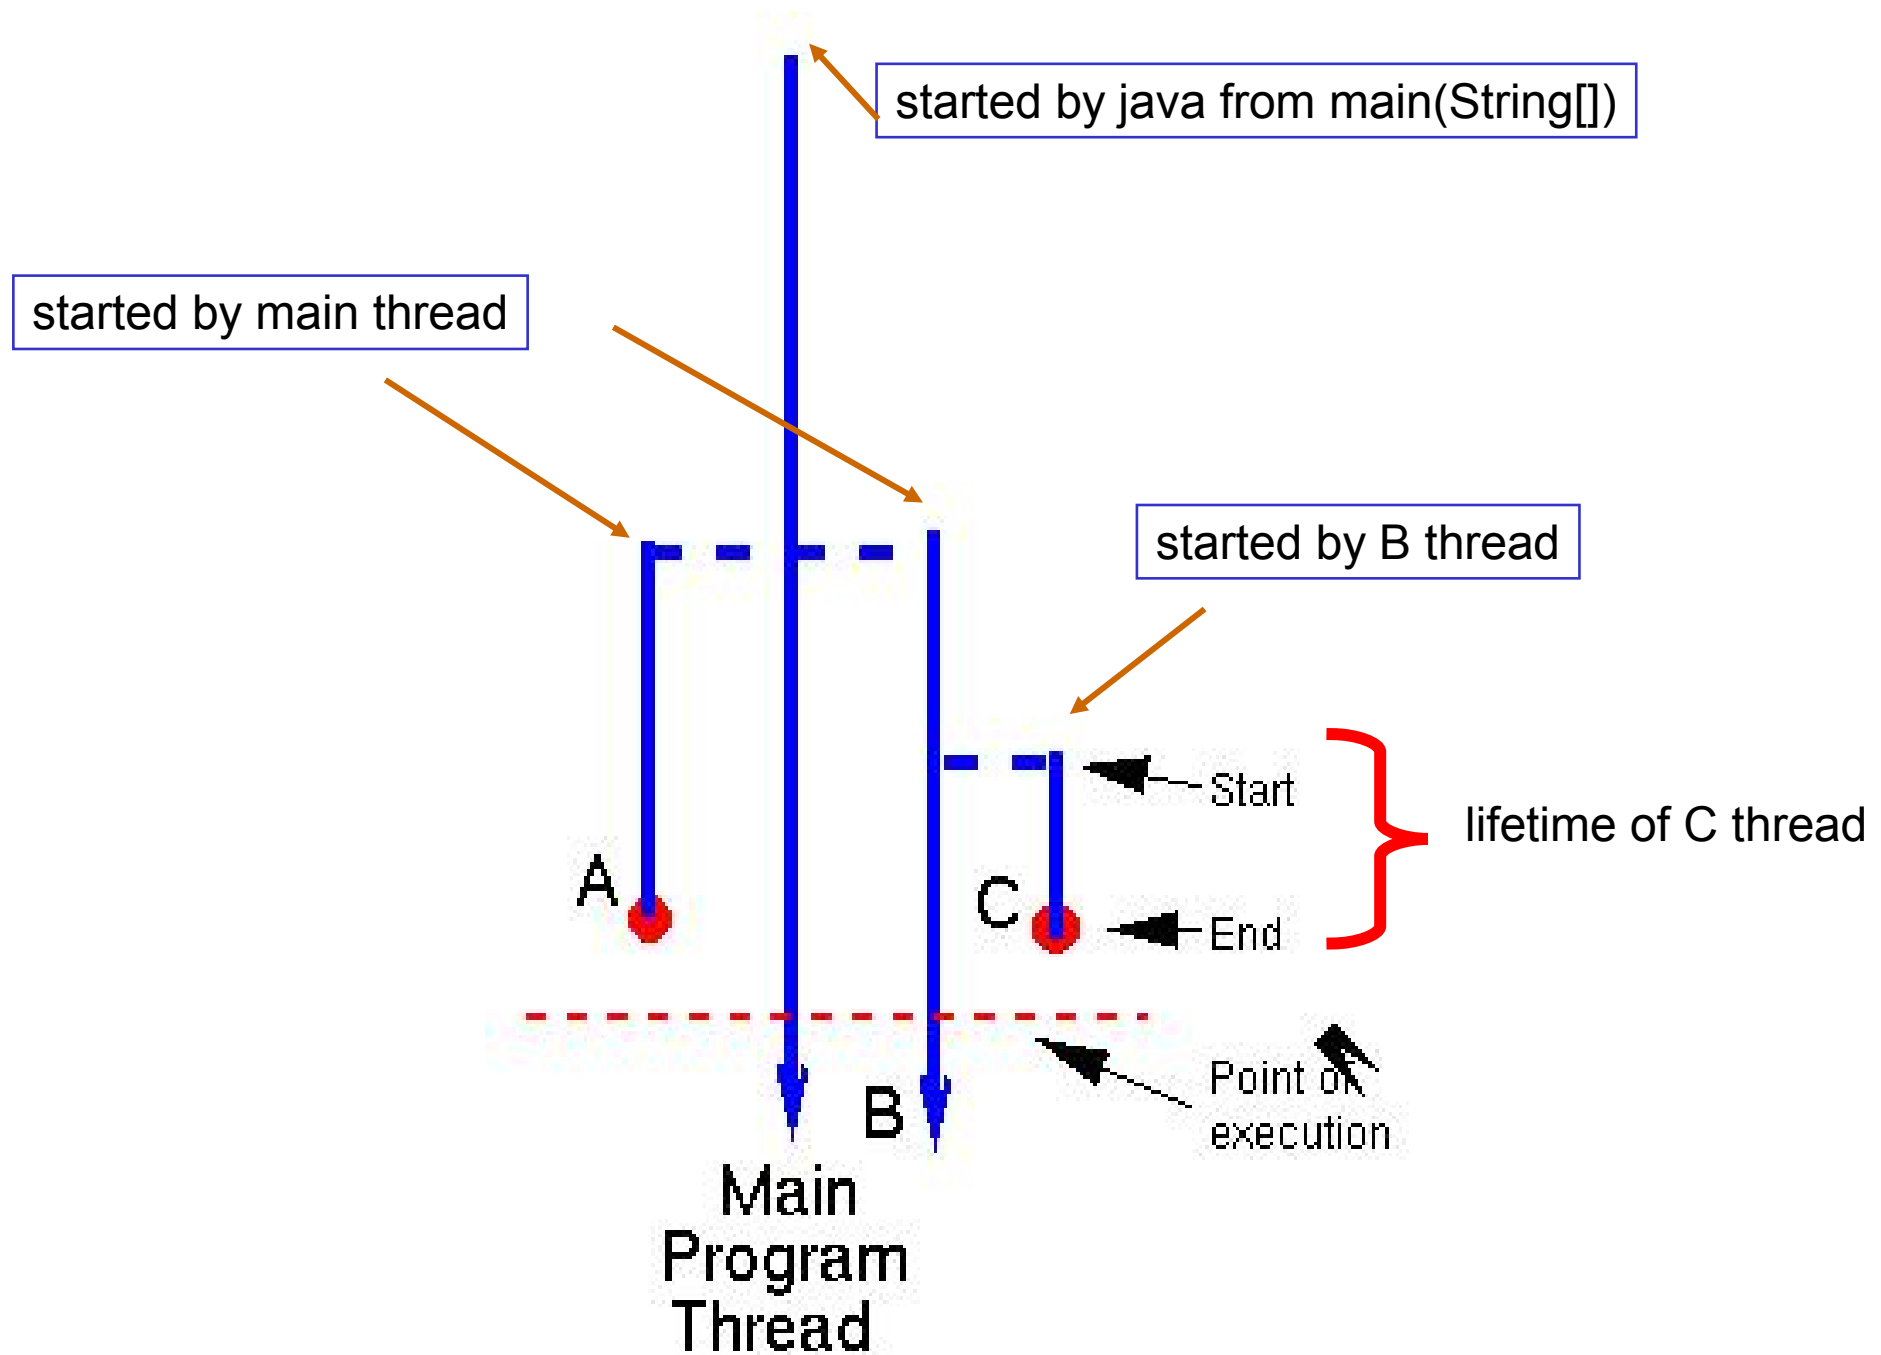 started by java from main(String[])
started by main thread
started by B thread
Start
lifetime of C thread
A
C
End
Point of
execution
B
Main
Program
Thread